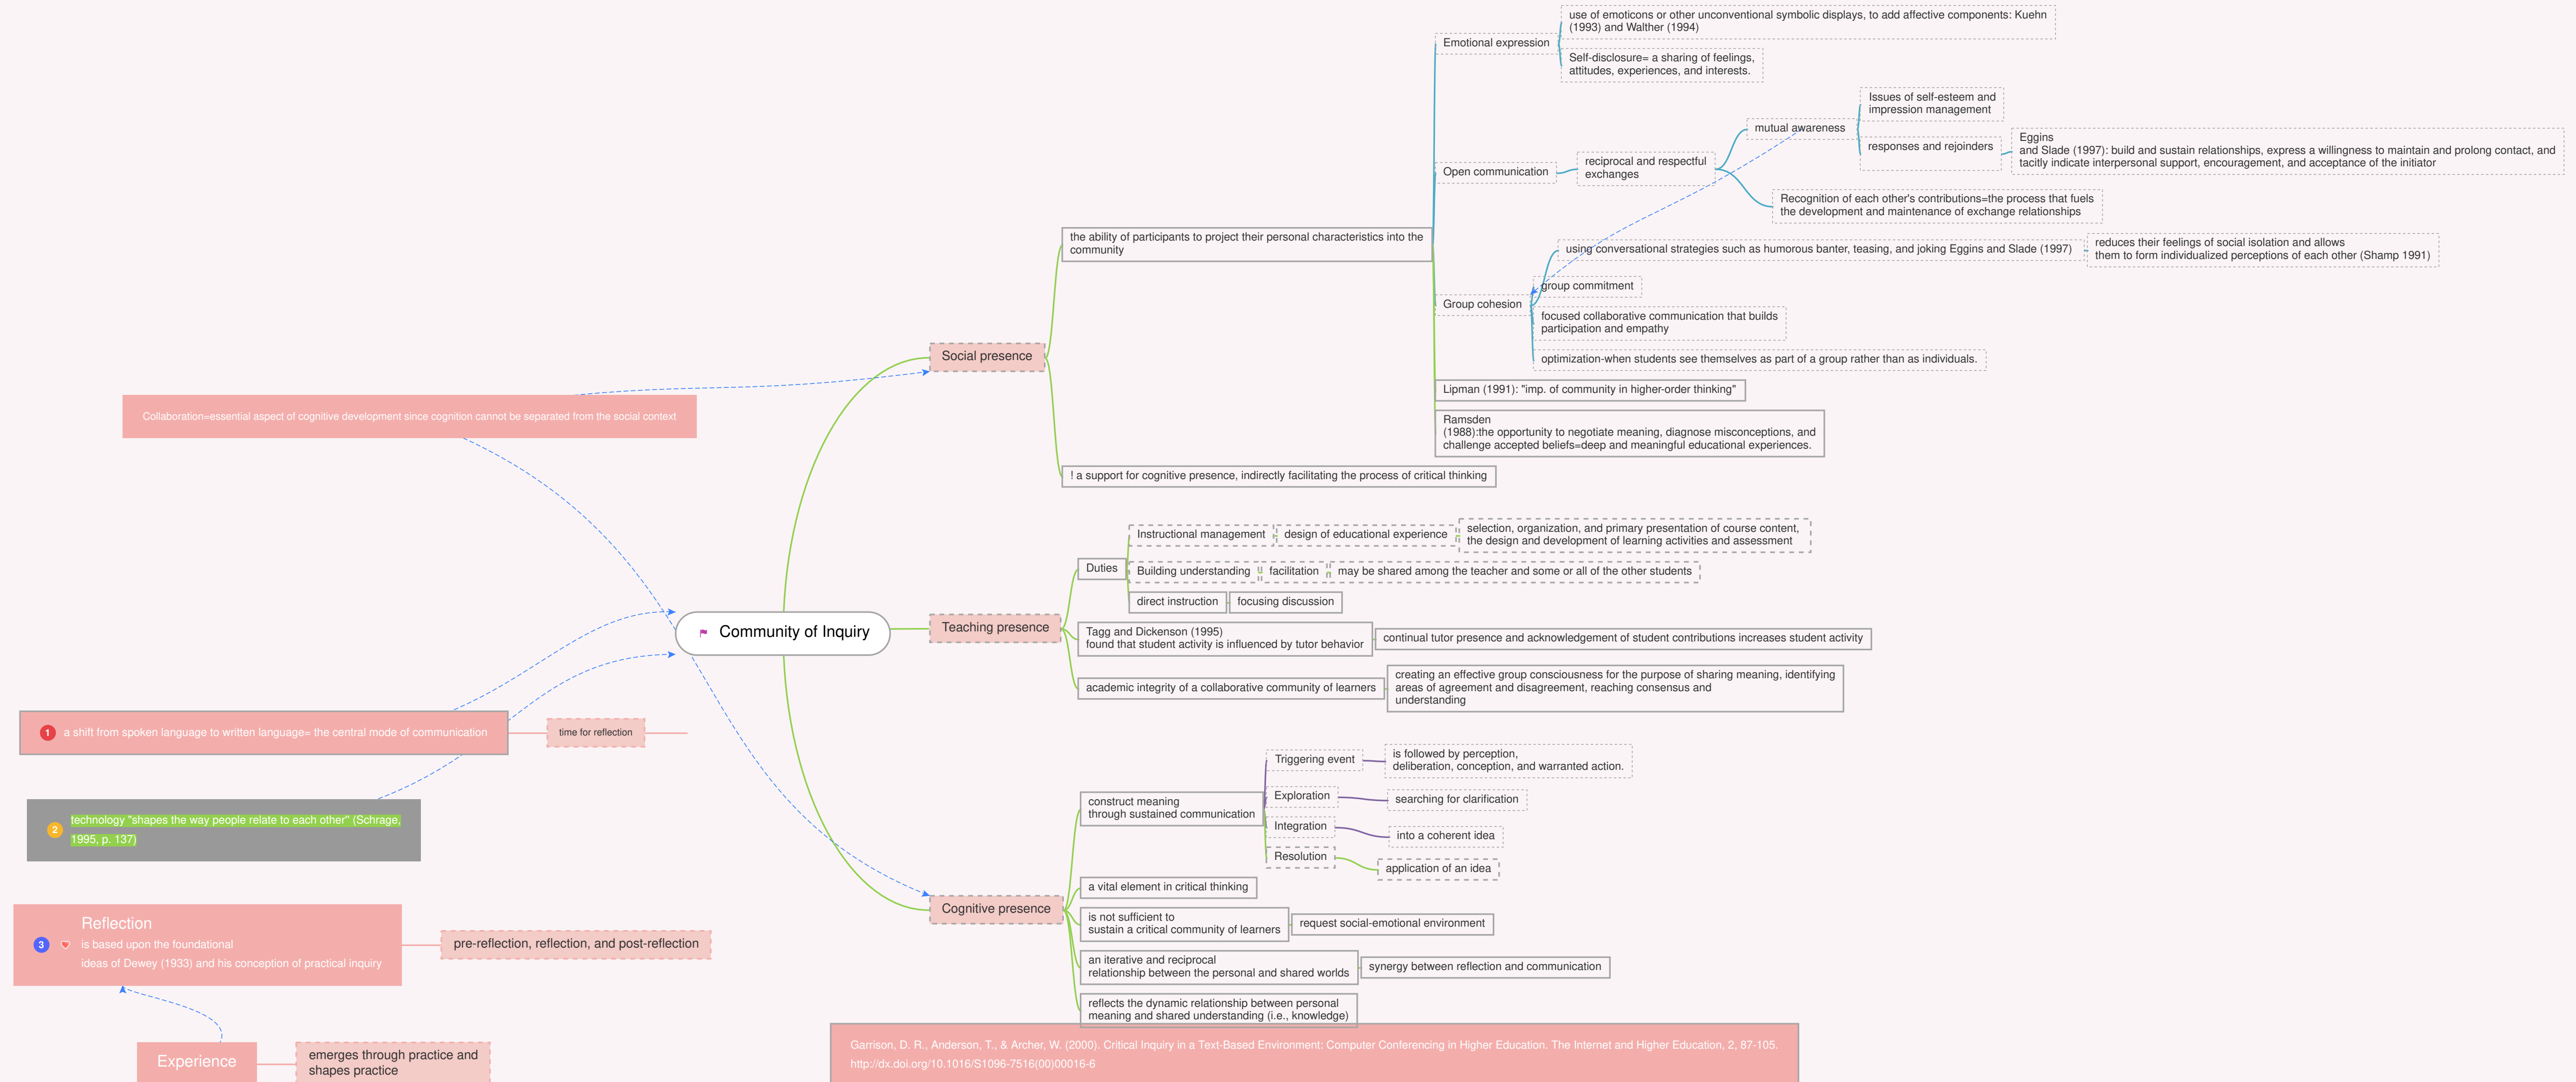 use of emoticons or other unconventional symbolic displays, to add affective components: Kuehn
(1993) and Walther (1994)
Emotional expression
Self-disclosure= a sharing of feelings,
attitudes, experiences, and interests.
Issues of self-esteem and
impression management
mutual awareness
responses and rejoinders
Eggins
and Slade (1997): build and sustain relationships, express a willingness to maintain and prolong contact, and
tacitly indicate interpersonal support, encouragement, and acceptance of the initiator
Open communication
reciprocal and respectful
exchanges
Recognition of each other's contributions=the process that fuels
the development and maintenance of exchange relationships
the ability of participants to project their personal characteristics into the
community
using conversational strategies such as humorous banter, teasing, and joking Eggins and Slade (1997)
reduces their feelings of social isolation and allows
them to form individualized perceptions of each other (Shamp 1991)
group commitment
Group cohesion
focused collaborative communication that builds
participation and empathy
optimization-when students see themselves as part of a group rather than as individuals.
Social presence
Lipman (1991): "imp. of community in higher-order thinking"
Ramsden
(1988):the opportunity to negotiate meaning, diagnose misconceptions, and
challenge accepted beliefs=deep and meaningful educational experiences.
! a support for cognitive presence, indirectly facilitating the process of critical thinking
Collaboration=essential aspect of cognitive development since cognition cannot be separated from the social context
Instructional management
design of educational experience
selection, organization, and primary presentation of course content,
the design and development of learning activities and assessment
Duties
Building understanding
facilitation
may be shared among the teacher and some or all of the other students
direct instruction
focusing discussion
Community of Inquiry
Teaching presence
Tagg and Dickenson (1995)
found that student activity is influenced by tutor behavior
continual tutor presence and acknowledgement of student contributions increases student activity
academic integrity of a collaborative community of learners
creating an effective group consciousness for the purpose of sharing meaning, identifying
areas of agreement and disagreement, reaching consensus and
understanding
1 a shift from spoken language to written language= the central mode of communication
time for reflection
Triggering event
is followed by perception,
deliberation, conception, and warranted action.
construct meaning
through sustained communication
Exploration
searching for clarification
Integration
into a coherent idea
Resolution
application of an idea
2 technology "shapes the way people relate to each other" (Schrage,
1995, p. 137)
a vital element in critical thinking
Cognitive presence
is not sufficient to
sustain a critical community of learners
request social-emotional environment
an iterative and reciprocal
relationship between the personal and shared worlds
synergy between reflection and communication
reflects the dynamic relationship between personal
meaning and shared understanding (i.e., knowledge)
Reflection
3 is based upon the foundational
ideas of Dewey (1933) and his conception of practical inquiry
pre-reflection, reflection, and post-reflection
Experience
emerges through practice and
shapes practice
Garrison, D. R., Anderson, T., & Archer, W. (2000). Critical Inquiry in a Text-Based Environment: Computer Conferencing in Higher Education. The Internet and Higher Education, 2, 87-105.
http://dx.doi.org/10.1016/S1096-7516(00)00016-6